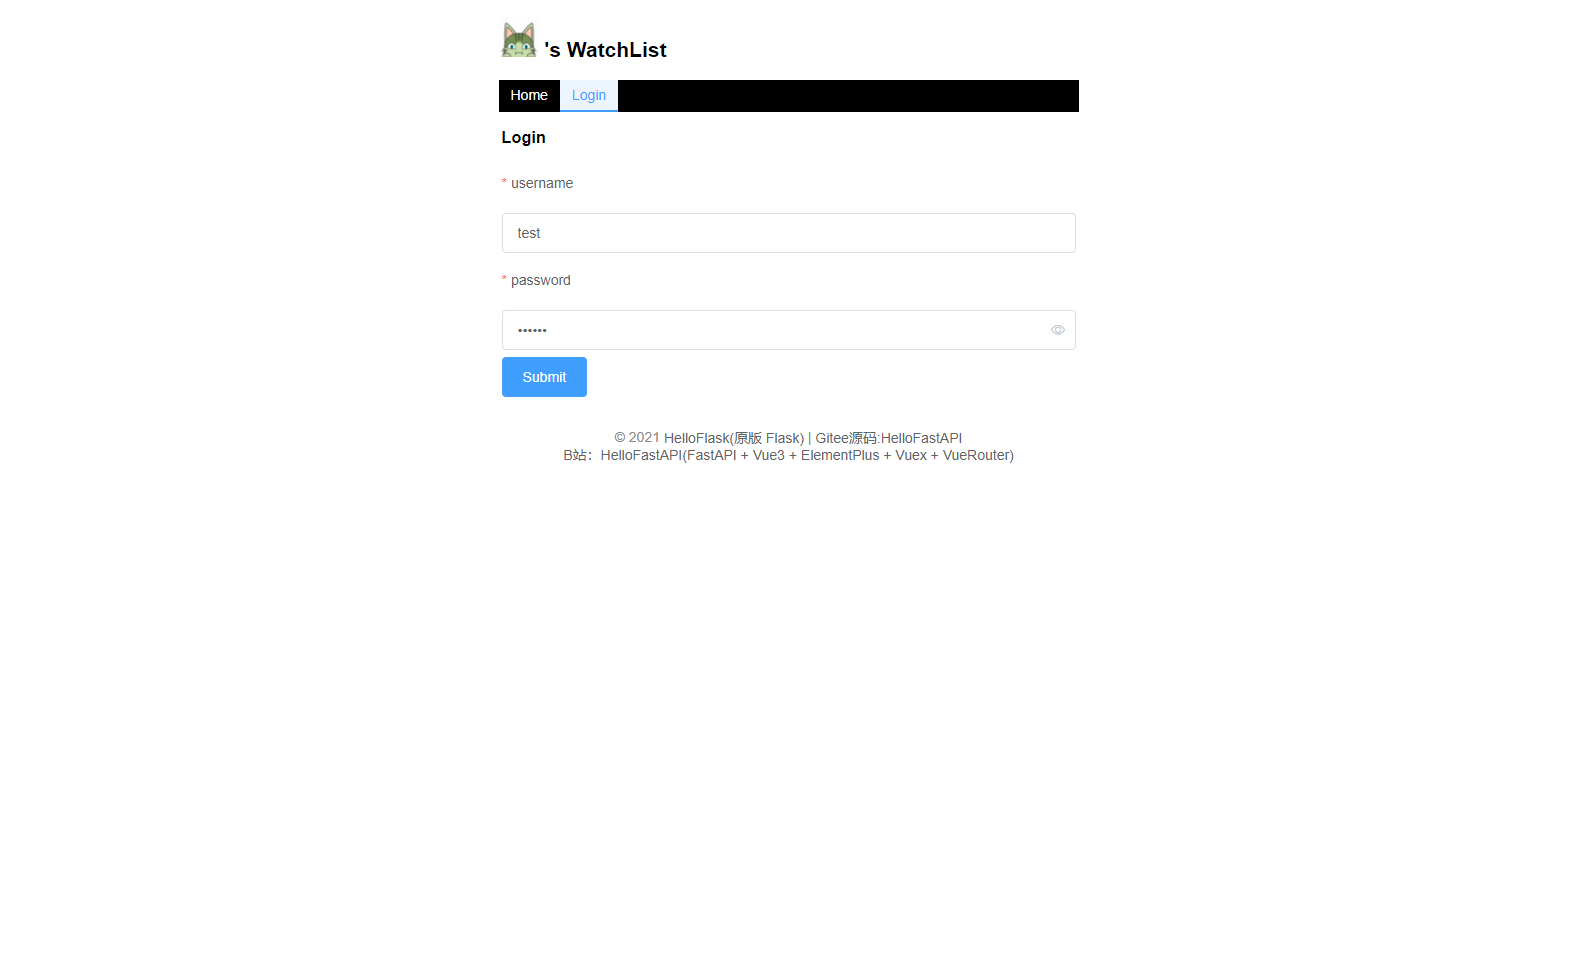 's WatchList
Home Login
Login
* username
test
* password
••••••
Submit
© 2021 HelloFlask(原版 Flask) | Gitee源码:HelloFastAPI
B站：HelloFastAPI(FastAPI + Vue3 + ElementPlus + Vuex + VueRouter)